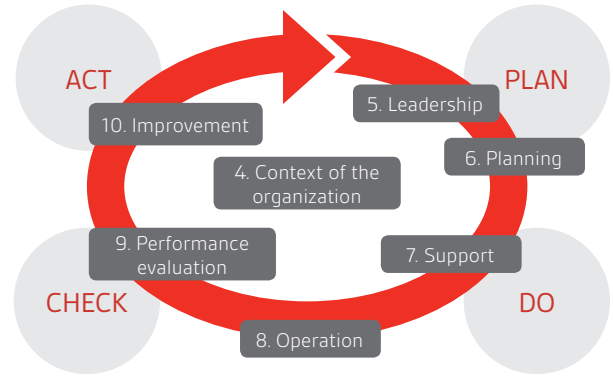 ACT
PLAN
5. Leadership
10. Improvement
6. Planning
4. Context of the
organization
9. Performance
evaluation
7. Support
CHECK
DO
8. Operation